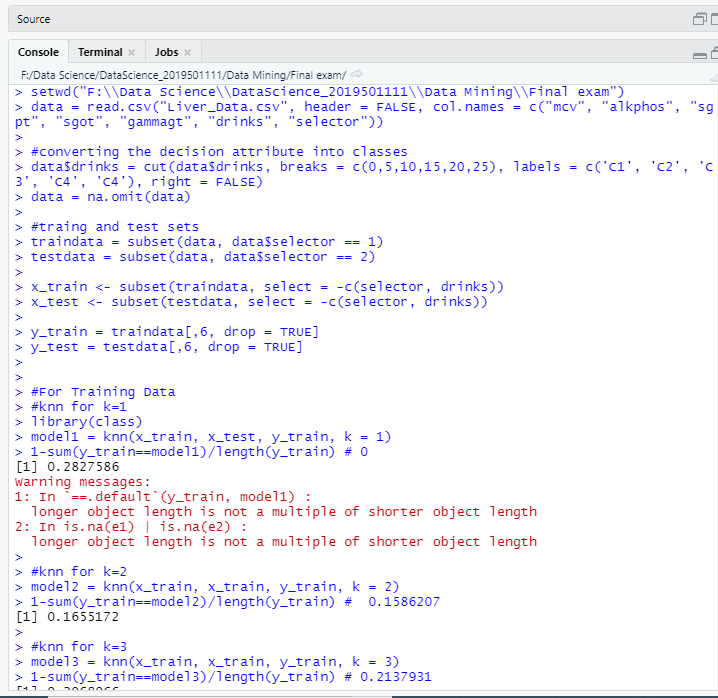 Source
Console Terminal Jobs
F:/Data Science/DataScience_2019501111/Data Mining/Final exam/
> setwd("F:\\Data Science\\DataScience_2019501111\\Data Mining\\Final exam")
> data = read.csv("Liver_Data.csv", header = FALSE, col.names = c("mcv", "alkphos", "sg
pt", "sgot", "gammagt", "drinks", "selector"))
>
> #converting the decision attribute into classes
> data$drinks = cut(data$drinks, breaks = c(0,5,10,15,20,25), labels = c('C1', 'C2', 'C
3', 'C4', 'C4'), right = FALSE)
> data = na.omit(data)
>
> #traing and test sets
> traindata = subset(data, data$selector == 1)
> testdata = subset(data, data$selector == 2)
>
> x_train <- subset(traindata, select = -c(selector, drinks))
> x_test <- subset(testdata, select = -c(selector, drinks))
>
> y_train = traindata[,6, drop = TRUE]
> y_test = testdata[,6, drop = TRUE]
>
>
> #For Training Data
> #knn for k=1
> library(class)
> model1 = knn(x_train, x_test, y_train, k = 1)
> 1-sum(y_train==model1)/length(y_train) # 0
[1] 0.2827586
Warning messages:
1: In `==.default`(y_train, model1) :
  longer object length is not a multiple of shorter object length
2: In is.na(e1) | is.na(e2) :
  longer object length is not a multiple of shorter object length
>
> #knn for k=2
> model2 = knn(x_train, x_train, y_train, k = 2)
> 1-sum(y_train==model2)/length(y_train) #  0.1586207
[1] 0.1655172
>
> #knn for k=3
> model3 = knn(x_train, x_train, y_train, k = 3)
> 1-sum(y_train==model3)/length(y_train) # 0.2137931